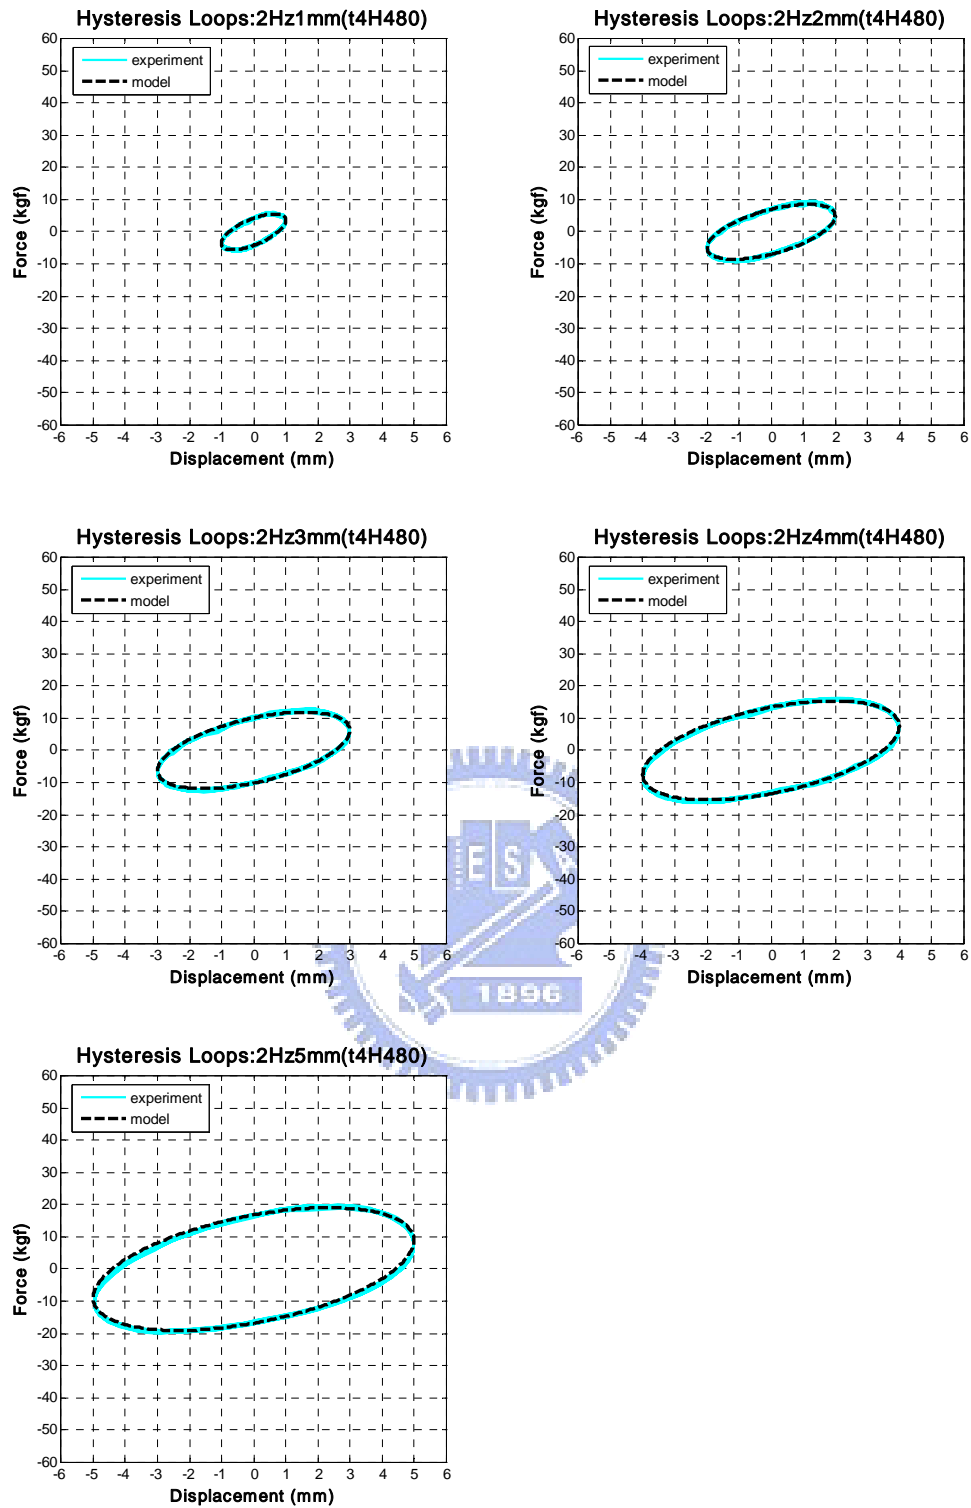 Hysteresis Loops:2Hz1mm(t4H480)
experiment
model
60
50
40
30
20
10
0
-10
-20
-30
-40
-50
-60
-6 -5 -4 -3 -2 -1 0 1 2 3 4 5 6
Force (kgf)
Displacement (mm)
Hysteresis Loops:2Hz2mm(t4H480)
experiment
model
60
50
40
30
20
10
0
-10
-20
-30
-40
-50
-60
-6 -5 -4 -3 -2 -1 0 1 2 3 4 5 6
Force (kgf)
Displacement (mm)
Hysteresis Loops:2Hz3mm(t4H480)
experiment
model
60
50
40
30
20
10
0
-10
-20
-30
-40
-50
-60
-6 -5 -4 -3 -2 -1 0 1 2 3 4 5 6
Force (kgf)
Displacement (mm)
Hysteresis Loops:2Hz4mm(t4H480)
experiment
model
60
50
40
30
20
10
0
-10
-20
-30
-40
-50
-60
-6 -5 -4 -3 -2 -1 0 1 2 3 4 5 6
Force (kgf)
Displacement (mm)
ES
1896
Hysteresis Loops:2Hz5mm(t4H480)
experiment
model
60
50
40
30
20
10
0
-10
-20
-30
-40
-50
-60
-6 -5 -4 -3 -2 -1 0 1 2 3 4 5 6
Force (kgf)
Displacement (mm)